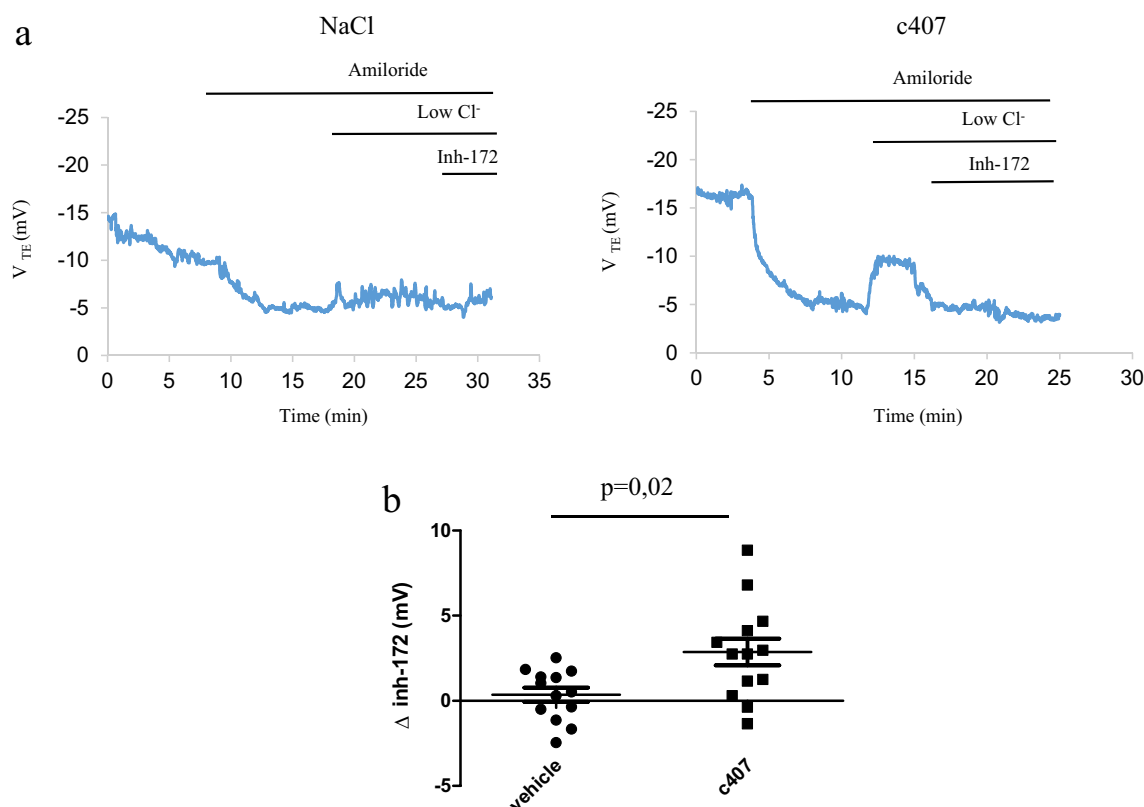 a
NaCl
Amiloride
Low Cl-
Inh-172
-25
-20
-15
-10
-5
0
V TE (mV)
0 5 10 15 20 25 30 35
Time (min)
c407
Amiloride
Low Cl-
Inh-172
-25
-20
-15
-10
-5
0
V TE (mV)
0 5 10 15 20 25 30
Time (min)
b
p=0,02
10
5
0
-5
Δ inh-172 (mV)
vehicle
c407